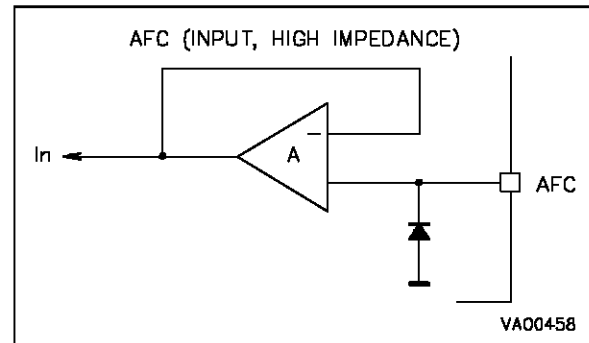 AFC (INPUT, HIGH IMPEDANCE)
In
A
AFC
VA00458